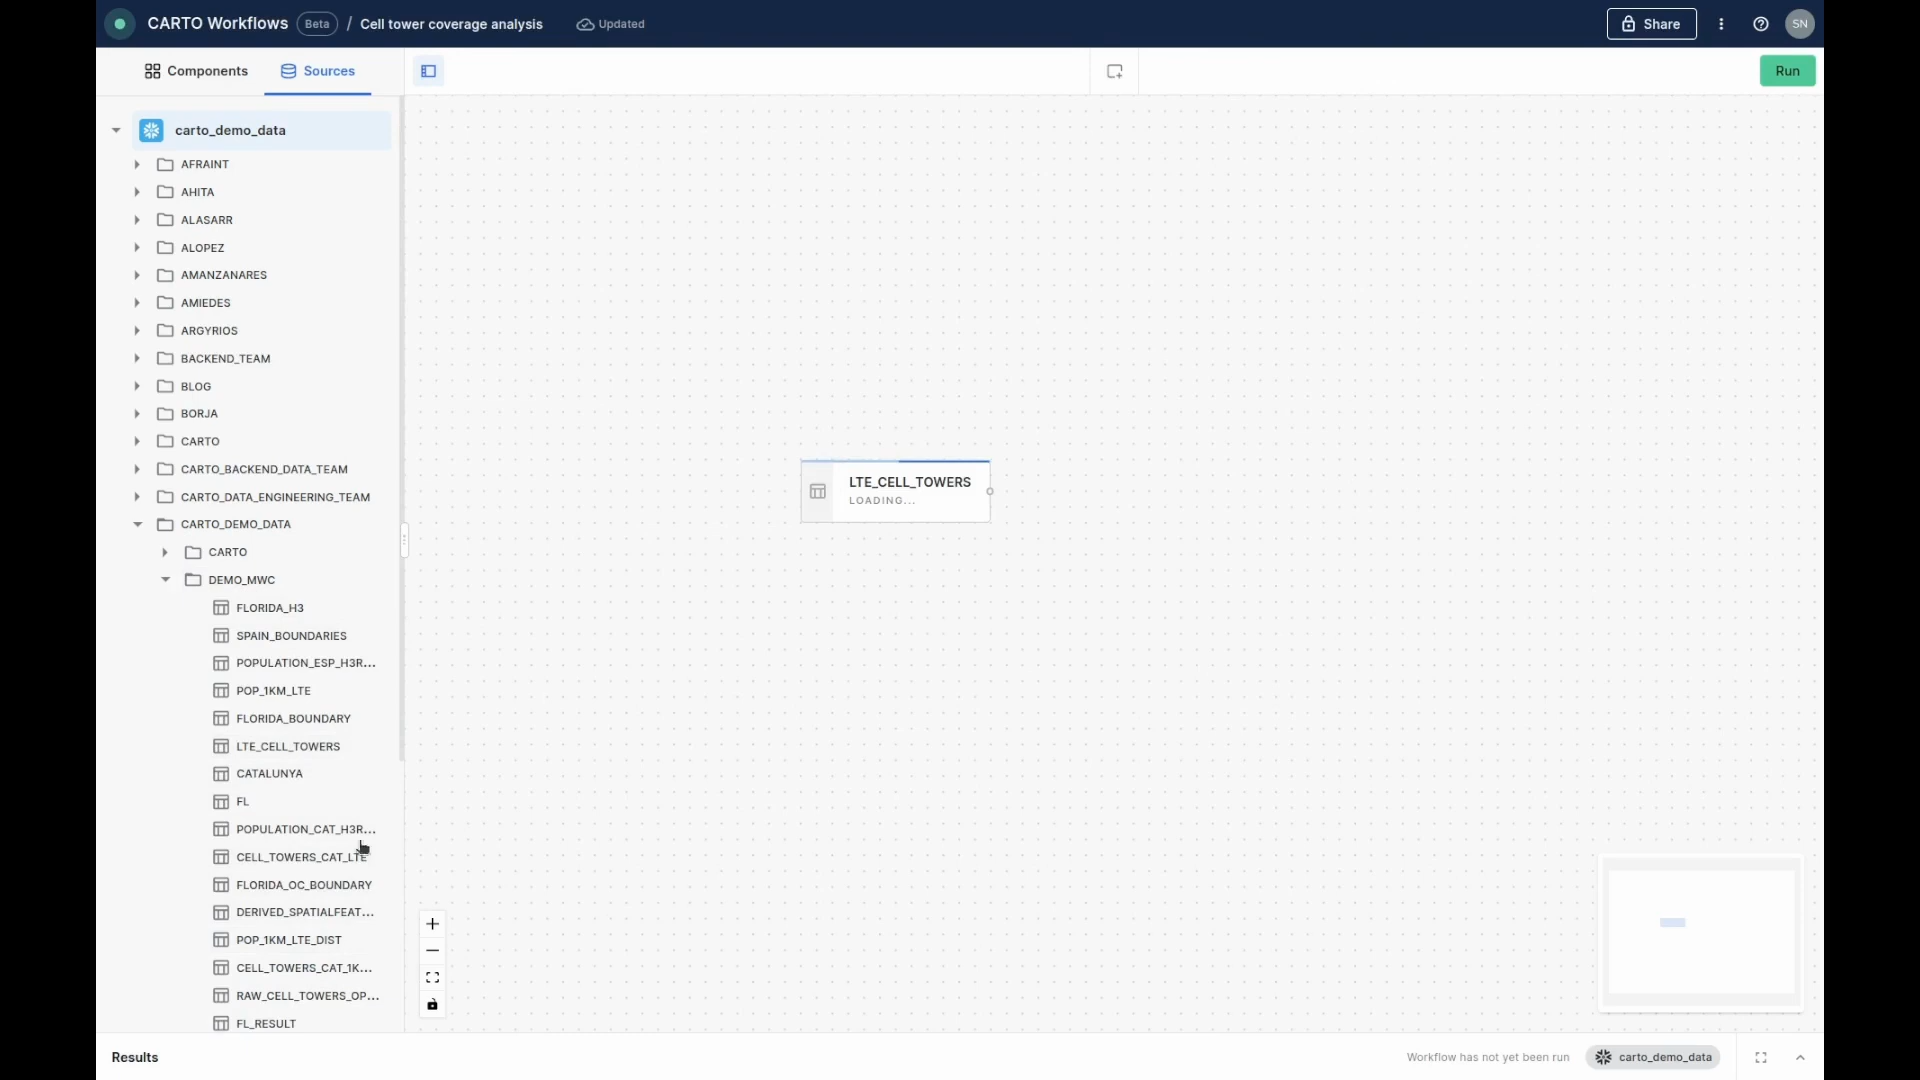 CARTO Workflows Beta / Cell tower coverage analysis Updated Share SN
Components Sources Run
carto_demo_data
AFRAINT
AHITA
ALASARR
ALOPEZ
AMANZANARES
AMIEDES
ARGYRIOS
BACKEND_TEAM
BLOG
BORJA
CARTO
CARTO_BACKEND_DATA_TEAM
CARTO_DATA_ENGINEERING_TEAM
CARTO_DEMO_DATA
CARTO
DEMO_MWC
FLORIDA_H3
SPAIN_BOUNDARIES
POPULATION_ESP_H3R...
POP_1KM_LTE
FLORIDA_BOUNDARY
LTE_CELL_TOWERS
CATALUNYA
FL
POPULATION_CAT_H3R...
CELL_TOWERS_CAT_LTE
FLORIDA_OC_BOUNDARY
DERIVED_SPATIALFEAT...
POP_1KM_LTE_DIST
CELL_TOWERS_CAT_1K...
RAW_CELL_TOWERS_OP...
FL_RESULT
LTE_CELL_TOWERS
LOADING...
Results Workflow has not yet been run carto_demo_data